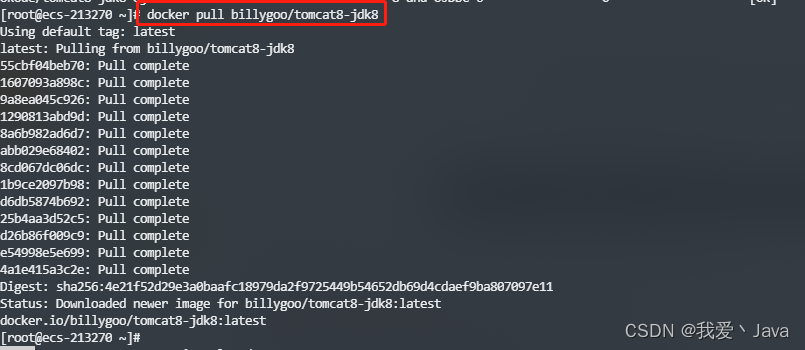 [root@ecs-213270 ~]# docker pull billygoo/tomcat8-jdk8
Using default tag: latest
latest: Pulling from billygoo/tomcat8-jdk8
55cbf04beb70: Pull complete
1607093a898c: Pull complete
9a8ea045c926: Pull complete
1290813abd9d: Pull complete
8a6b982ad6d7: Pull complete
abb029e68402: Pull complete
8cd067dc06dc: Pull complete
1b9ce2097b98: Pull complete
d6db5874b692: Pull complete
25b4aa3d52c5: Pull complete
d26b86f009c9: Pull complete
e54998e5e699: Pull complete
4a1e415a3c2e: Pull complete
Digest: sha256:4e21f52d29e3a0baafc18979da2f9725449b54652db69d4cdaef9ba807097e11
Status: Downloaded newer image for billygoo/tomcat8-jdk8:latest
docker.io/billygoo/tomcat8-jdk8:latest
[root@ecs-213270 ~]#
CSDN @我爱丶Java